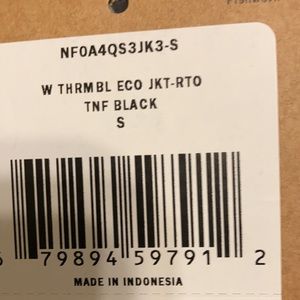 NF0A4QS3JK3-S
W THRMBL ECO JKT-RTO
TNF BLACK
S
79894 59791 2
MADE IN INDONESIA